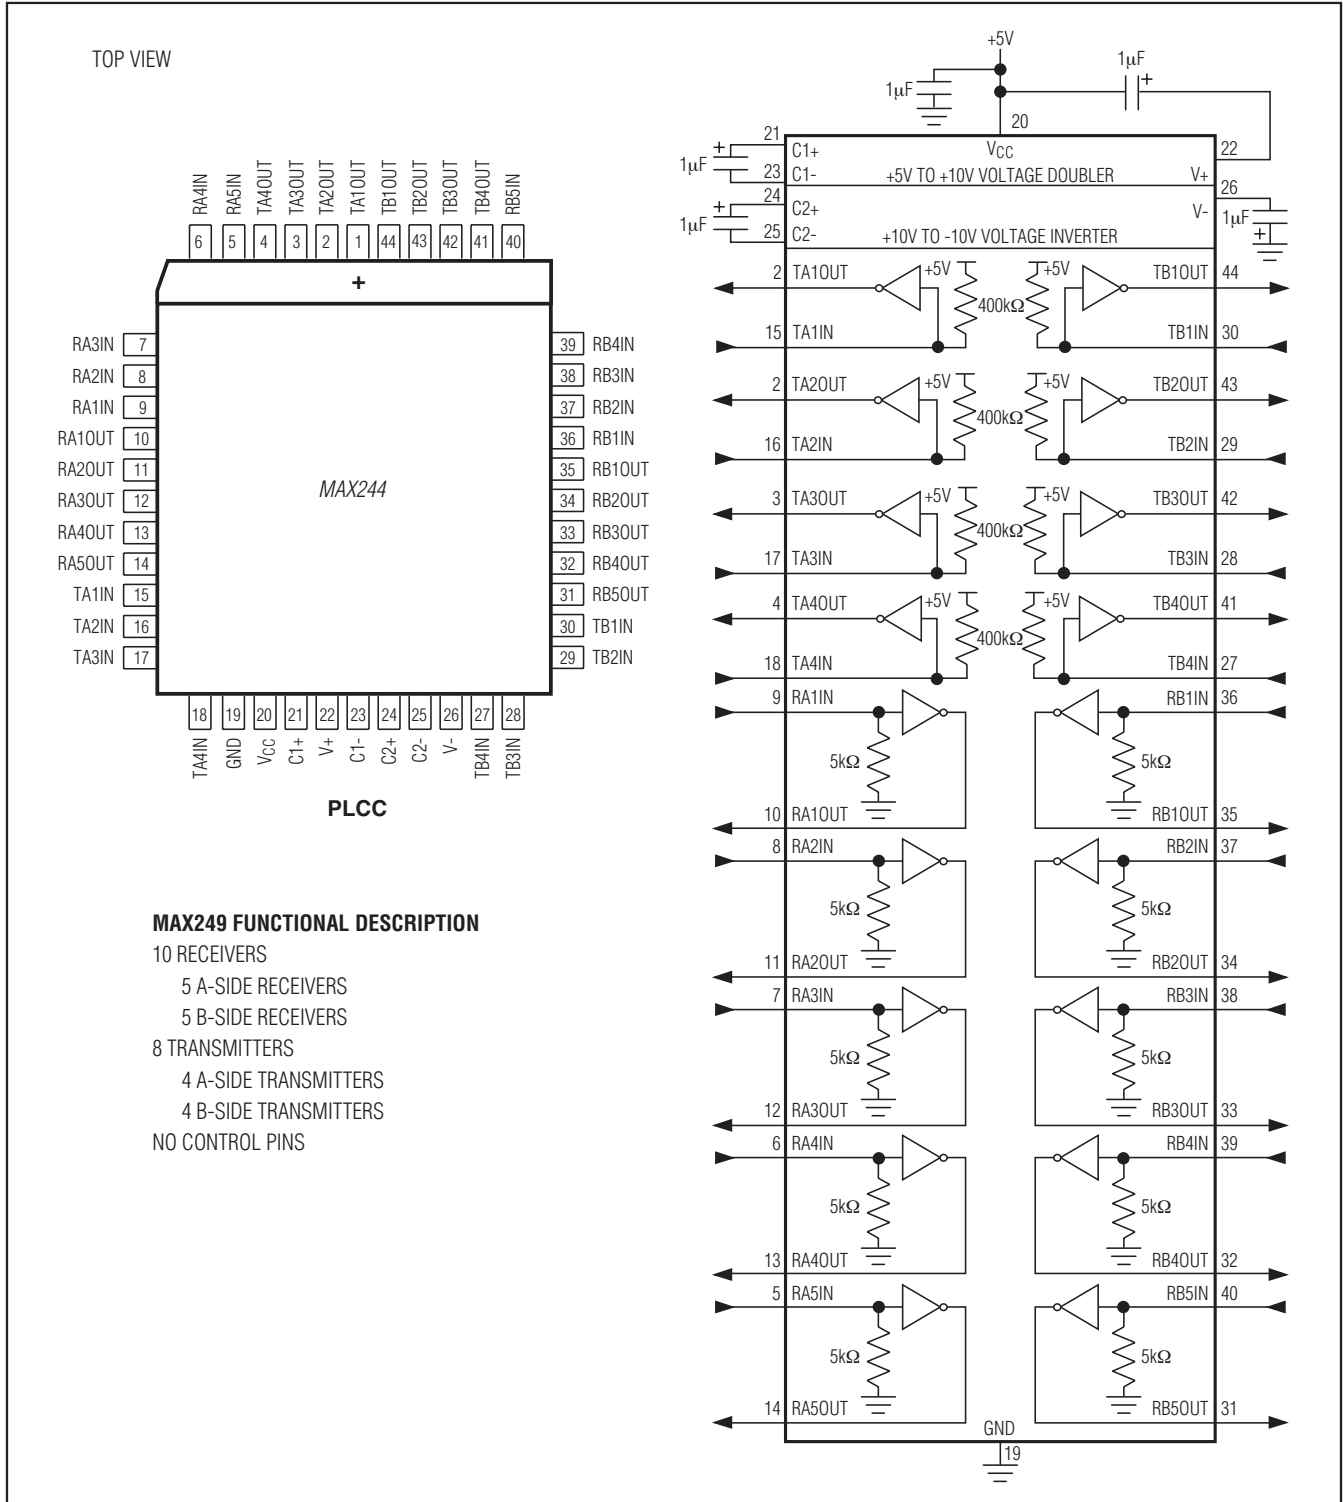 TOP VIEW
RA4IN
RA5IN
TA4OUT
TA3OUT
TA2OUT
TA1OUT
TB1OUT
TB2OUT
TB3OUT
TB4OUT
RB5IN
6 5 4 3 2 1 44 43 42 41 40
+
RA3IN 7
RA2IN 8
RA1IN 9
RA1OUT 10
RA2OUT 11
RA3OUT 12
RA4OUT 13
RA5OUT 14
TA1IN 15
TA2IN 16
TA3IN 17
MAX244
39 RB4IN
38 RB3IN
37 RB2IN
36 RB1IN
35 RB1OUT
34 RB2OUT
33 RB3OUT
32 RB4OUT
31 RB5OUT
30 TB1IN
29 TB2IN
18 19 20 21 22 23 24 25 26 27 28
TA4IN
GND
VCC
C1+
V+
C1-
C2+
C2-
V-
TB4IN
TB3IN
PLCC
MAX249 FUNCTIONAL DESCRIPTION
10 RECEIVERS
5 A-SIDE RECEIVERS
5 B-SIDE RECEIVERS
8 TRANSMITTERS
4 A-SIDE TRANSMITTERS
4 B-SIDE TRANSMITTERS
NO CONTROL PINS
+5V
1μF
1μF +
20
21 C1+ VCC 22
+ 1μF
23 C1- +5V TO +10V VOLTAGE DOUBLER V+
24 C2+ 26
+ 1μF V- 1μF +
25 C2- +10V TO -10V VOLTAGE INVERTER
2 TA1OUT +5V +5V TB1OUT 44
400kΩ
15 TA1IN TB1IN 30
2 TA2OUT +5V +5V TB2OUT 43
400kΩ
16 TA2IN TB2IN 29
3 TA3OUT +5V +5V TB3OUT 42
400kΩ
17 TA3IN TB3IN 28
4 TA4OUT +5V +5V TB4OUT 41
400kΩ
18 TA4IN TB4IN 27
9 RA1IN RB1IN 36
5kΩ 5kΩ
10 RA1OUT RB1OUT 35
8 RA2IN RB2IN 37
5kΩ 5kΩ
11 RA2OUT RB2OUT 34
7 RA3IN RB3IN 38
5kΩ 5kΩ
12 RA3OUT RB3OUT 33
6 RA4IN RB4IN 39
5kΩ 5kΩ
13 RA4OUT RB4OUT 32
5 RA5IN RB5IN 40
5kΩ 5kΩ
14 RA5OUT RB5OUT 31
GND
19